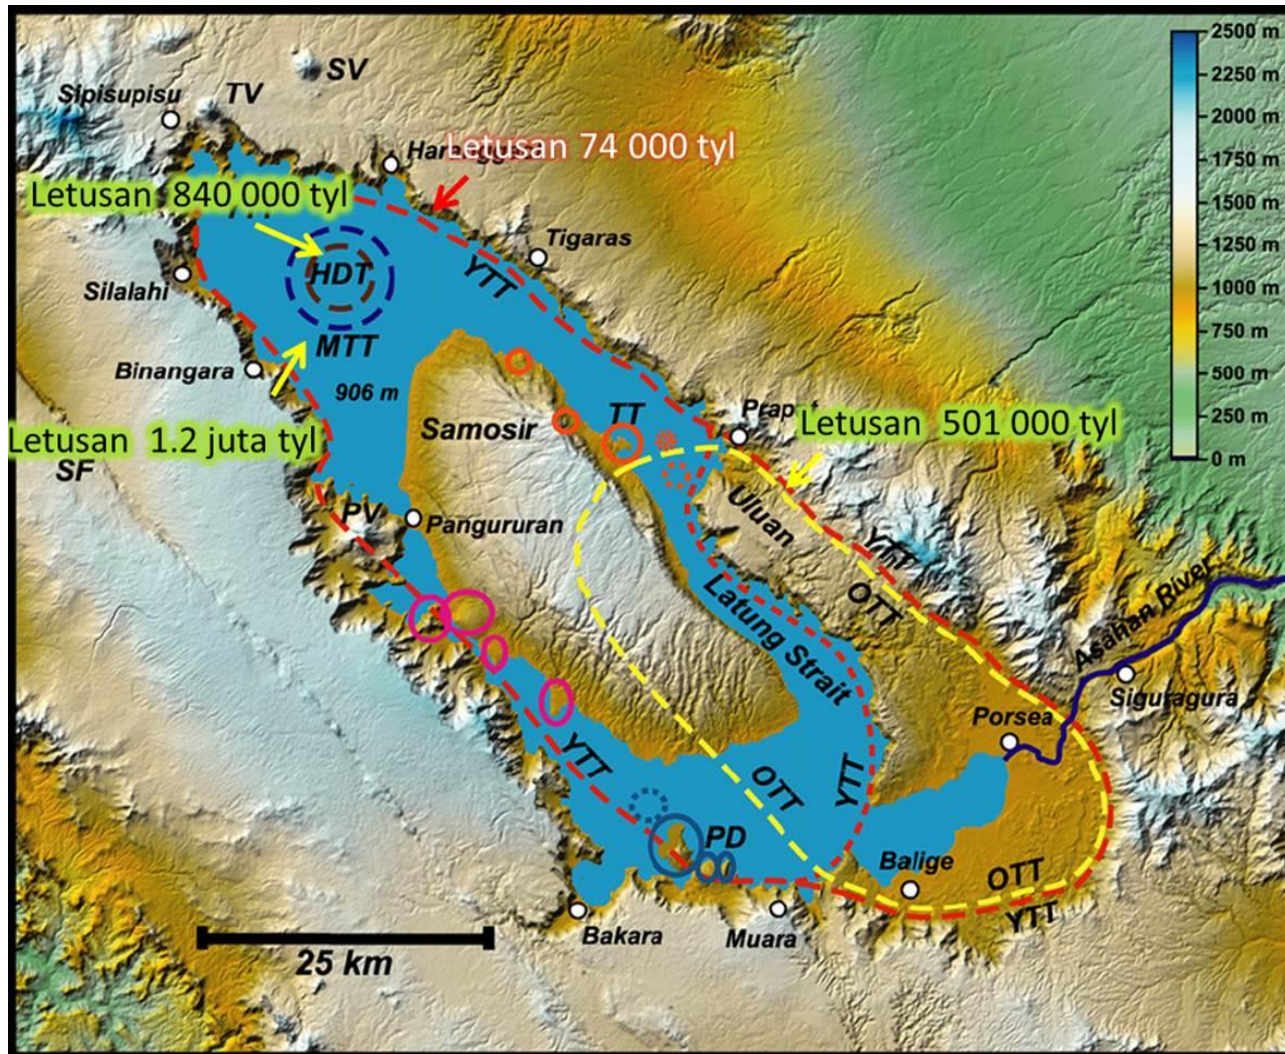 2500 m
2250 m
2000 m
1750 m
1500 m
1250 m
1000 m
750 m
500 m
250 m
0 m
SV
TV
Sipisupisu
Letusan 74 000 tyl
Letusan 840 000 tyl
Tigaras
YTT
HDT
Silalahi
MTT
Binangara
906 m
Letusan 1.2 juta tyl
SF
Samosir
TT
Letusan 501 000 tyl
Uluan
PV
Pangururan
YTT
OTT
Asahan River
Latung Strait
Siguragura
Porsea
YTT
OTT
YTT
PD
Balige
OTT
YTT
Bakara
Muara
25 km